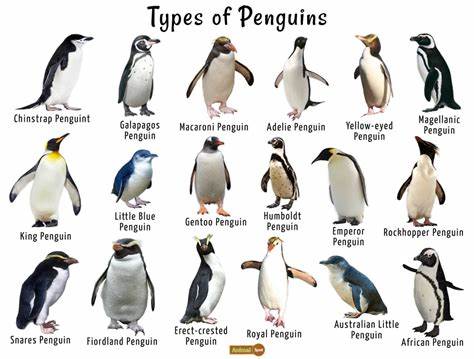 Types of Penguins
Chinstrap Penguint
Galapagos
Penguin
Macaroni Penguin
Adelie Penguin
Yellow-eyed
Penguin
Magellanic
Penguin
King Penguin
Little Blue
Penguin
Gentoo Penguin
Humboldt
Penguin
Emperor
Penguin
Rockhopper Penguin
Snares Penguin
Fiordland Penguin
Erect-crested
Penguin
Royal Penguin
Australian Little
Penguin
African Penguin
Animal